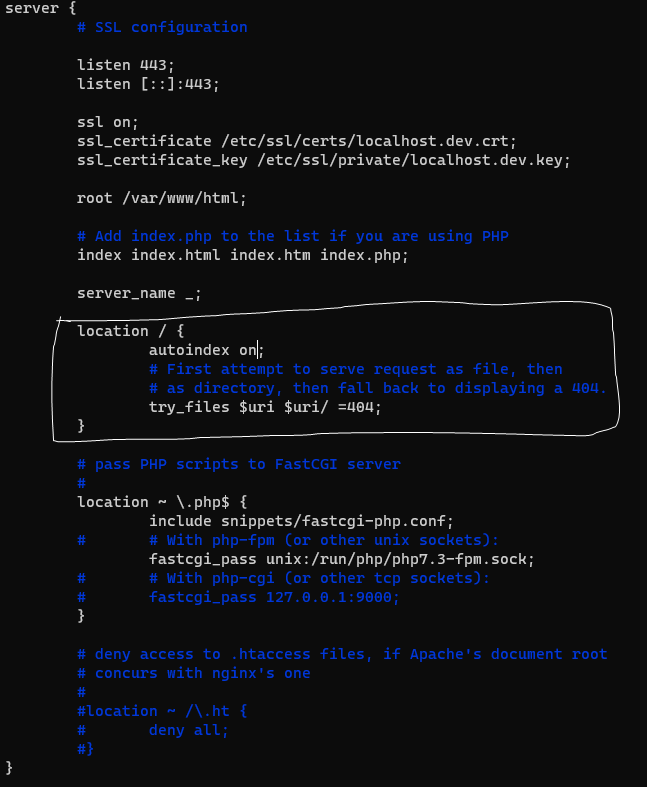 server {
# SSL configuration
listen 443;
listen [::]:443;
ssl on;
ssl_certificate /etc/ssl/certs/localhost.dev.crt;
ssl_certificate_key /etc/ssl/private/localhost.dev.key;
root /var/www/html;
# Add index.php to the list if you are using PHP
index index.html index.htm index.php;
server_name _;
location / {
autoindex on;
# First attempt to serve request as file, then
# as directory, then fall back to displaying a 404.
try_files $uri $uri/ =404;
}
# pass PHP scripts to FastCGI server
#
location ~ \.php$ {
include snippets/fastcgi-php.conf;
# # With php-fpm (or other unix sockets):
fastcgi_pass unix:/run/php/php7.3-fpm.sock;
# # With php-cgi (or other tcp sockets):
# fastcgi_pass 127.0.0.1:9000;
}
# deny access to .htaccess files, if Apache's document root
# concurs with nginx's one
#
#location ~ /\.ht {
# deny all;
#}
}